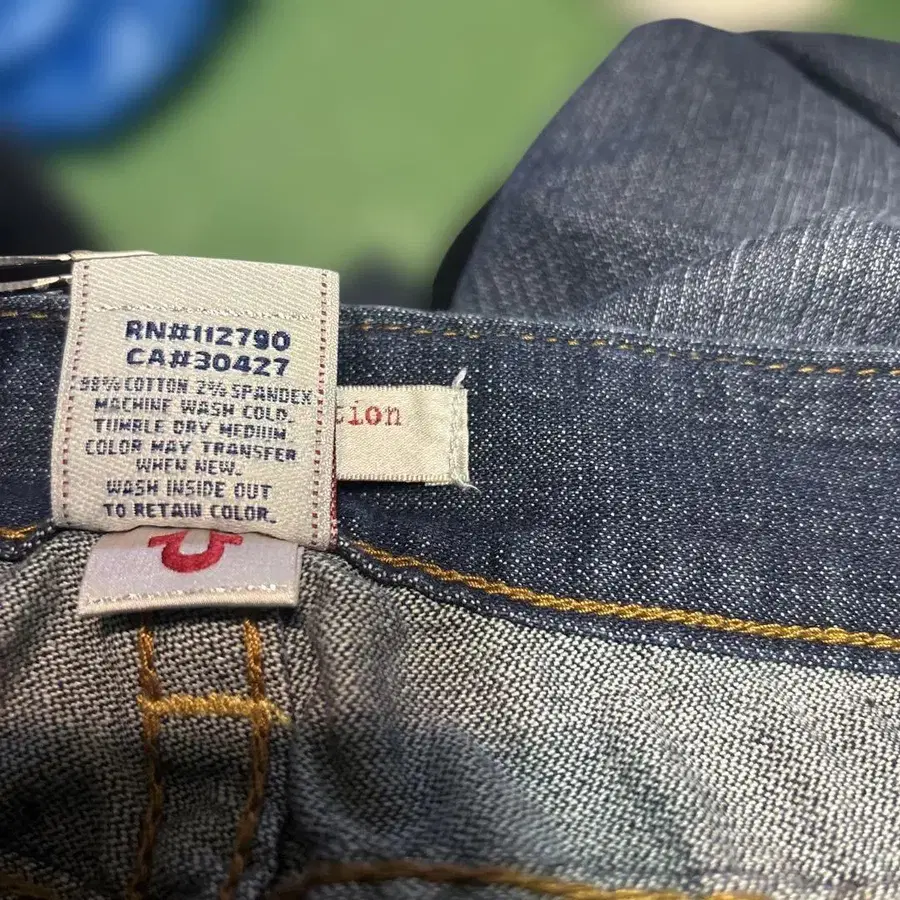 RN#112790
CA#30427
98% COTTON 2% SPANDEX
MACHINE WASH COLD.
TUMBLE DRY MEDIUM
COLOR MAY TRANSFER
WHEN NEW.
WASH INSIDE OUT
TO RETAIN COLOR.
tion